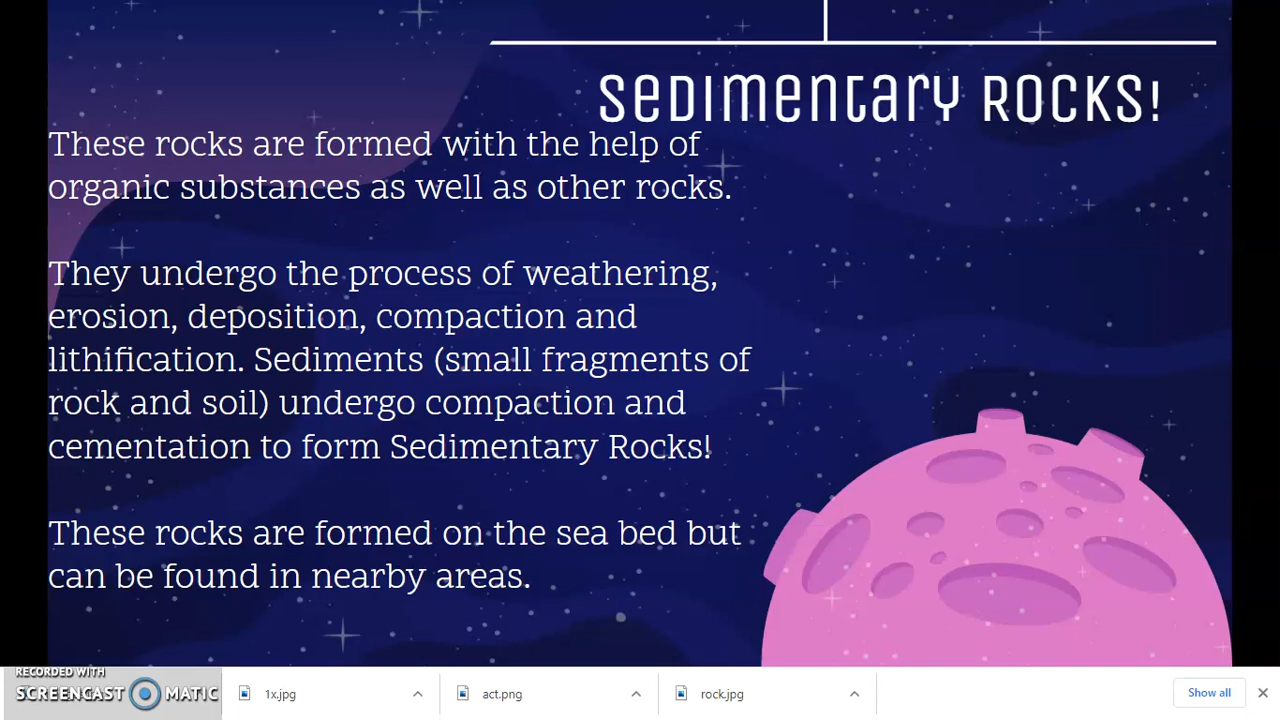 SEDIMENTARY ROCKS!
These rocks are formed with the help of
organic substances as well as other rocks.
They undergo the process of weathering,
erosion, deposition, compaction and
lithification. Sediments (small fragments of
rock and soil) undergo compaction and
cementation to form Sedimentary Rocks!
These rocks are formed on the sea bed but
can be found in nearby areas.
RECORDED WITH
SCREENCAST MATIC
1x.jpg
act.png
rock.jpg
Show all